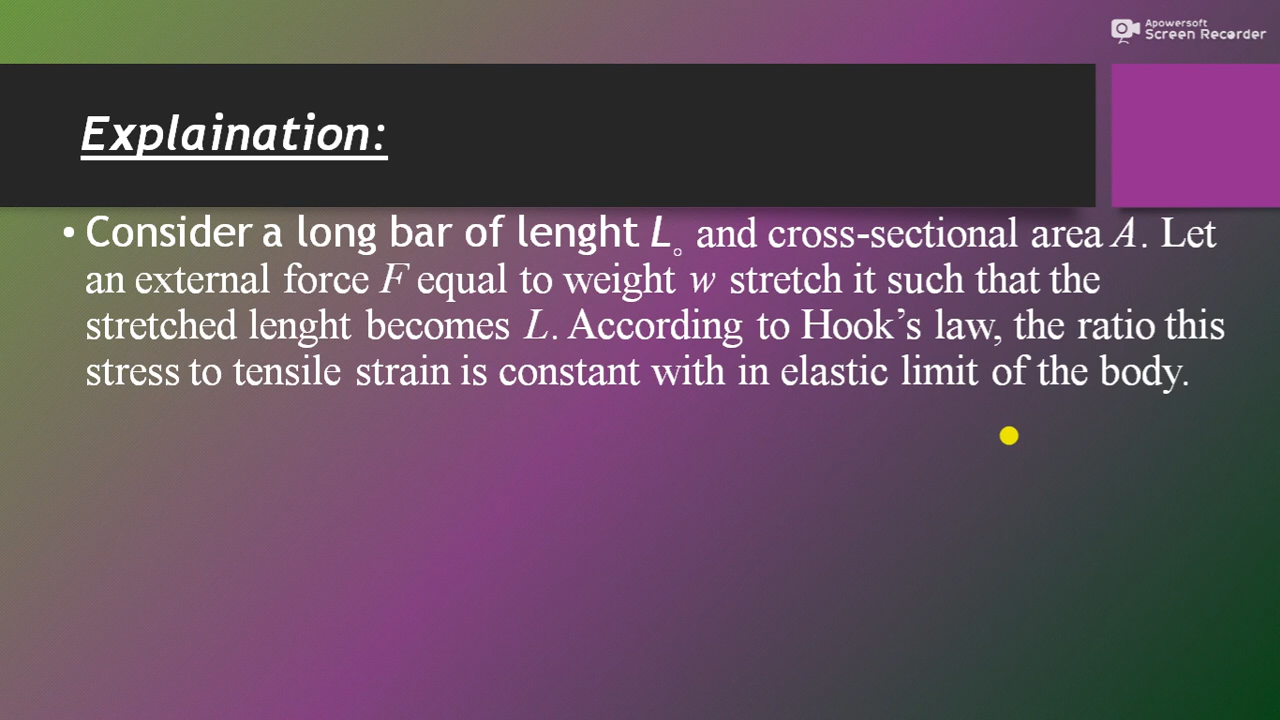 Apowersoft
Screen Recorder
Explaination:
• Consider a long bar of lenght L₀ and cross-sectional area A. Let
an external force F equal to weight w stretch it such that the
stretched lenght becomes L. According to Hook’s law, the ratio this
stress to tensile strain is constant with in elastic limit of the body.